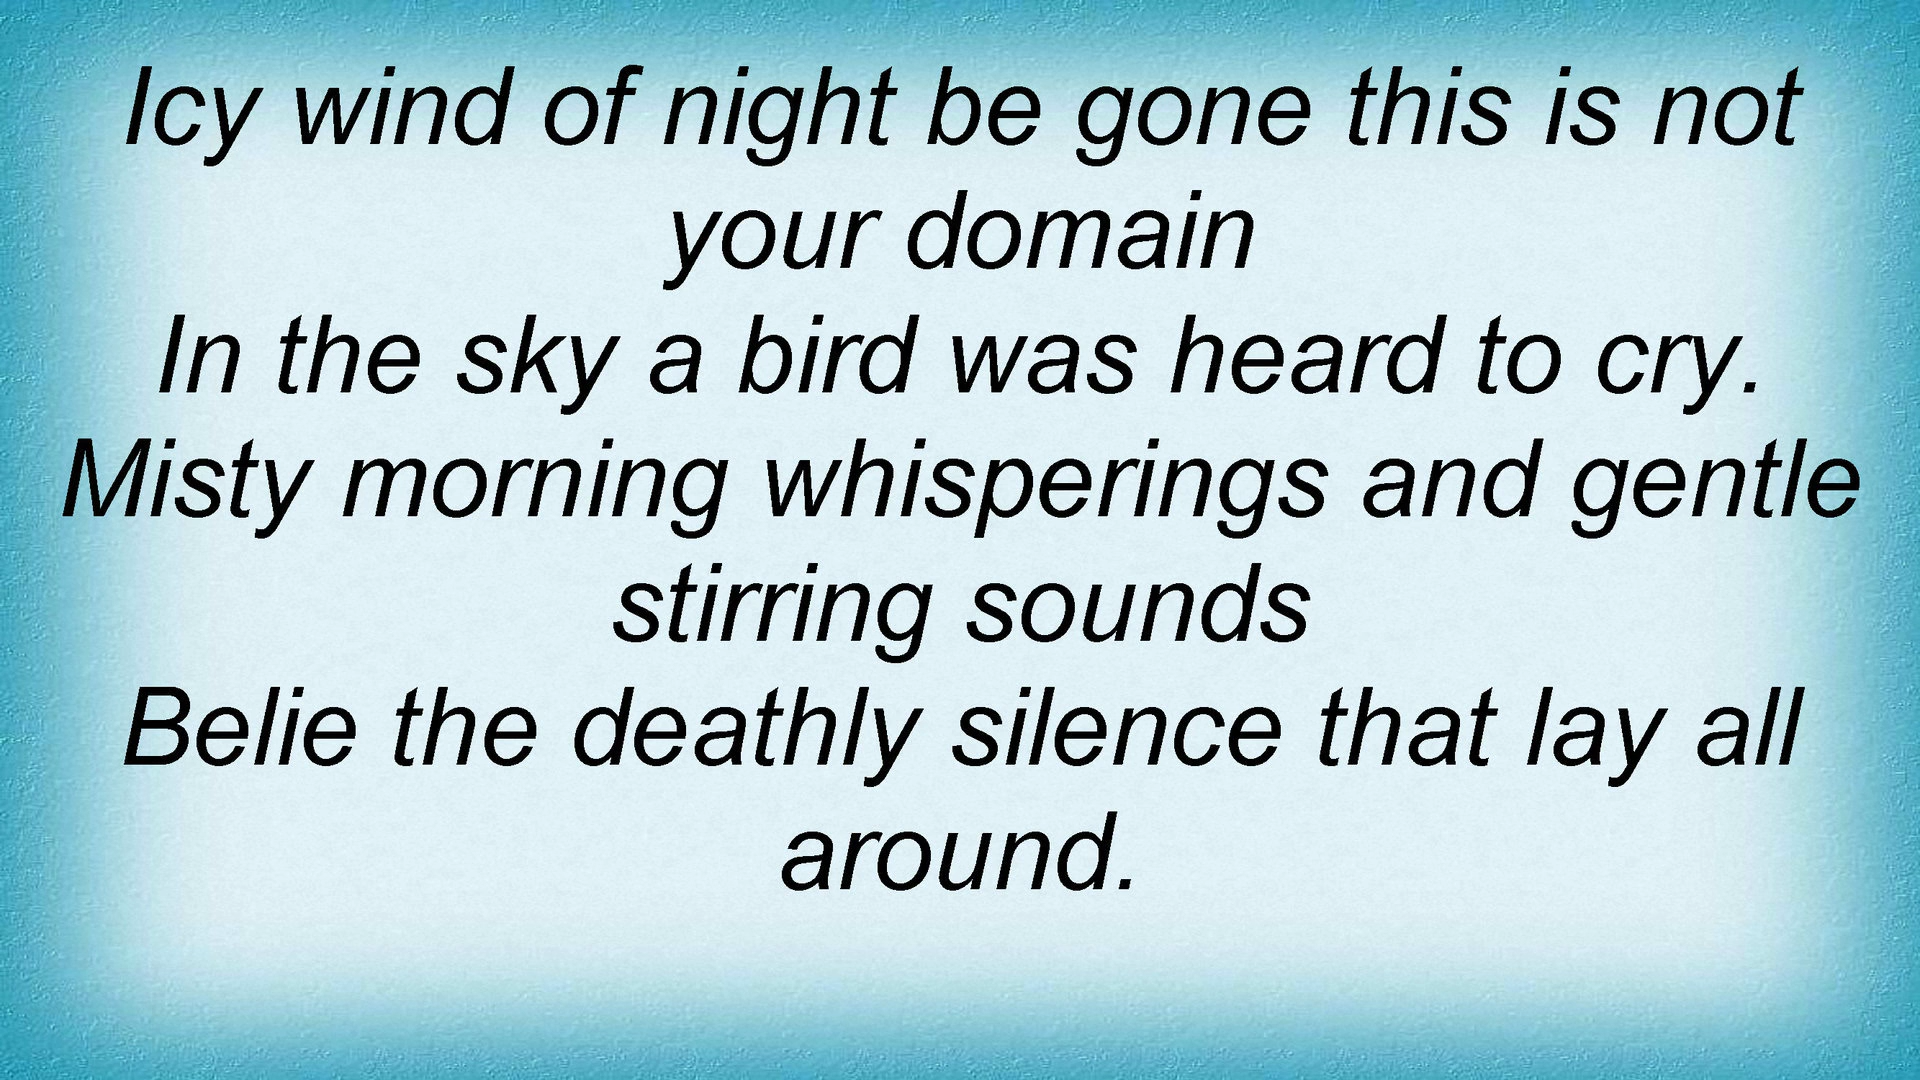 Icy wind of night be gone this is not
your domain
In the sky a bird was heard to cry.
Misty morning whisperings and gentle
stirring sounds
Belie the deathly silence that lay all
around.